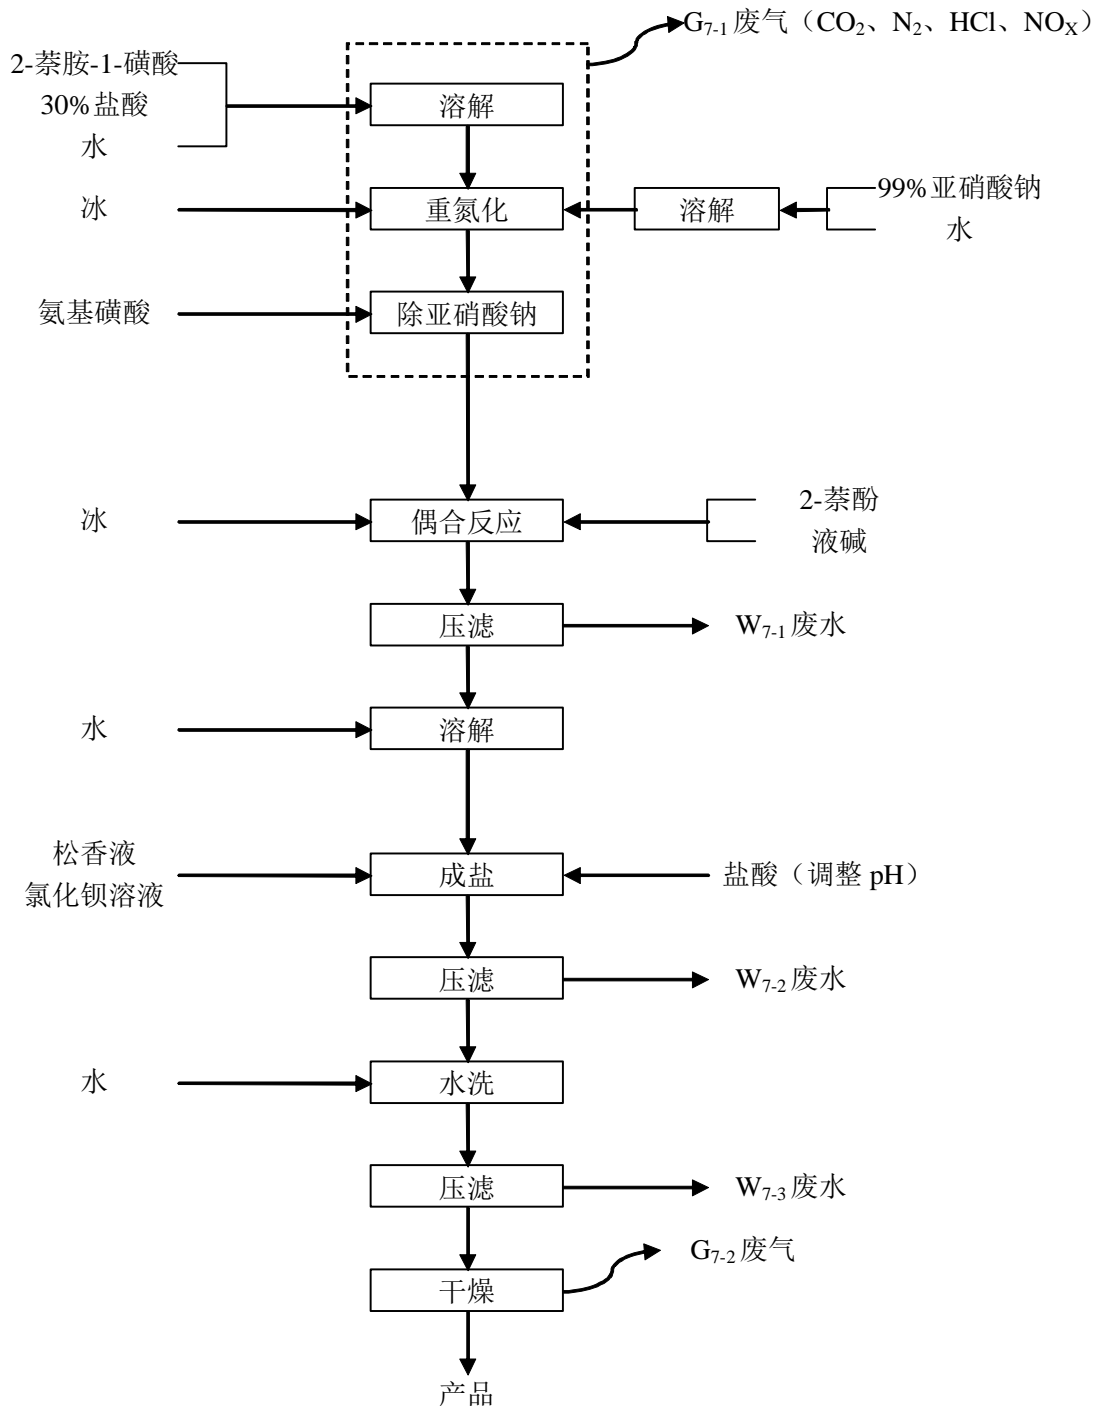 G7-1废气（CO2、N2、HCl、NOX）
2-萘胺-1-磺酸
30%盐酸
水
溶解
冰
重氮化
溶解
99%亚硝酸钠
水
氨基磺酸
除亚硝酸钠
冰
偶合反应
2-萘酚
液碱
压滤
W7-1废水
水
溶解
松香液
氯化钡溶液
成盐
盐酸（调整 pH）
压滤
W7-2废水
水
水洗
压滤
W7-3废水
G7-2废气
干燥
产品